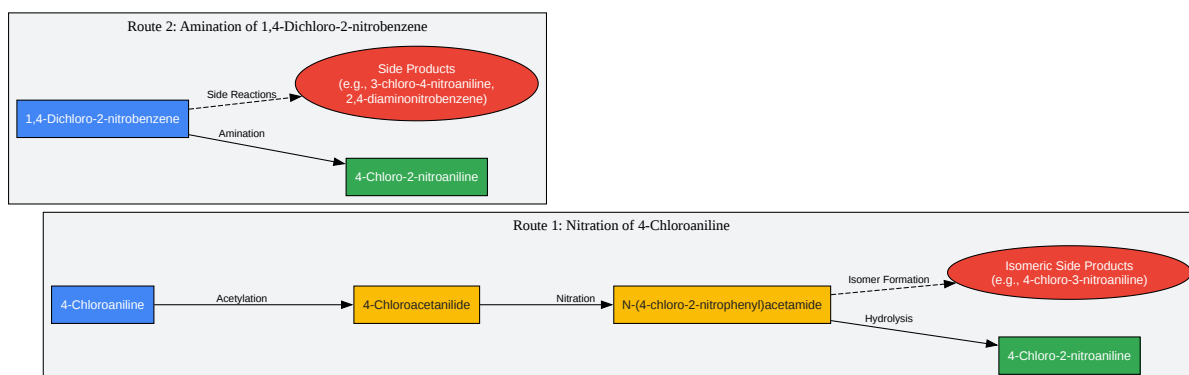 Route 2: Amination of 1,4-Dichloro-2-nitrobenzene
Side Products
(e.g., 3-chloro-4-nitroaniline,
2,4-diaminonitrobenzene)
Side Reactions
1,4-Dichloro-2-nitrobenzene
Amination
4-Chloro-2-nitroaniline
Route 1: Nitration of 4-Chloroaniline
Isomeric Side Products
(e.g., 4-chloro-3-nitroaniline)
Isomer Formation
4-Chloroaniline
Acetylation
4-Chloroacetanilide
Nitration
N-(4-chloro-2-nitrophenyl)acetamide
Hydrolysis
4-Chloro-2-nitroaniline